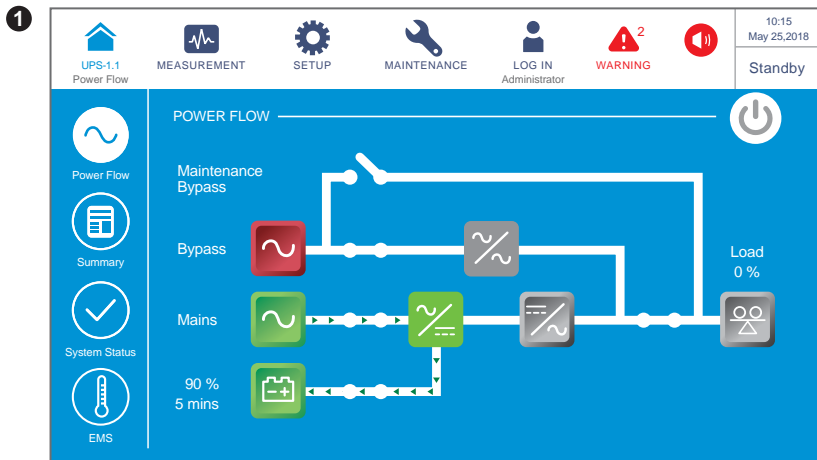 1
UPS-1.1
Power Flow
MEASUREMENT
SETUP
MAINTENANCE
LOG IN
Administrator
2
WARNING
10:15
May 25,2018
Standby
POWER FLOW
Power Flow
Summary
System Status
EMS
Maintenance
Bypass
Bypass
Mains
90 %
5 mins
Load
0 %